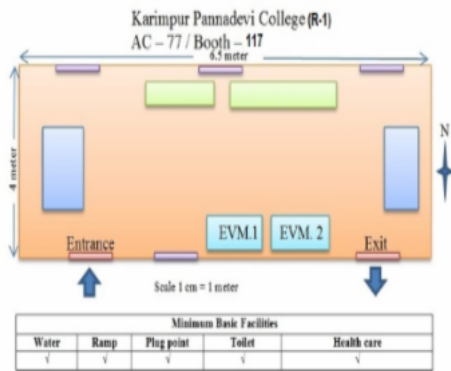 Karimpur Pannadevi College (R-1)
AC – 77 / Booth – 117
6.5 meter
4 meter
N
EVM.1 EVM. 2
Entrance Exit
Scale 1 cm = 1 meter
Minimum Basic Facilities
Water Ramp Plug point Toilet Health care
√ √ √ √ √